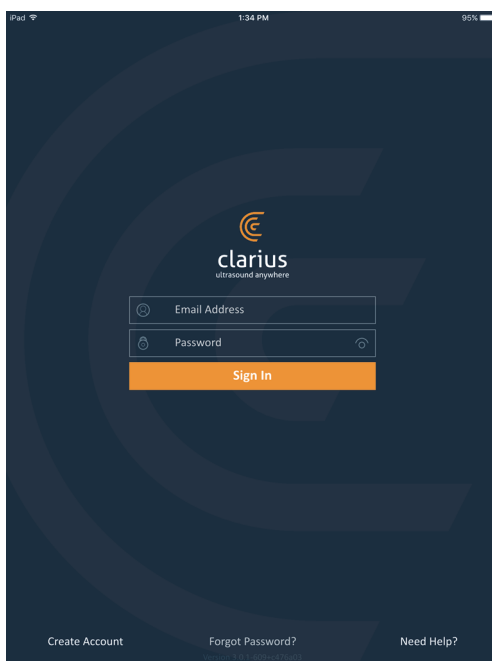 iPad 1:34 PM 95%
clarius
ultrasound anywhere
Email Address
Password
Sign In
Create Account Forgot Password? Need Help?